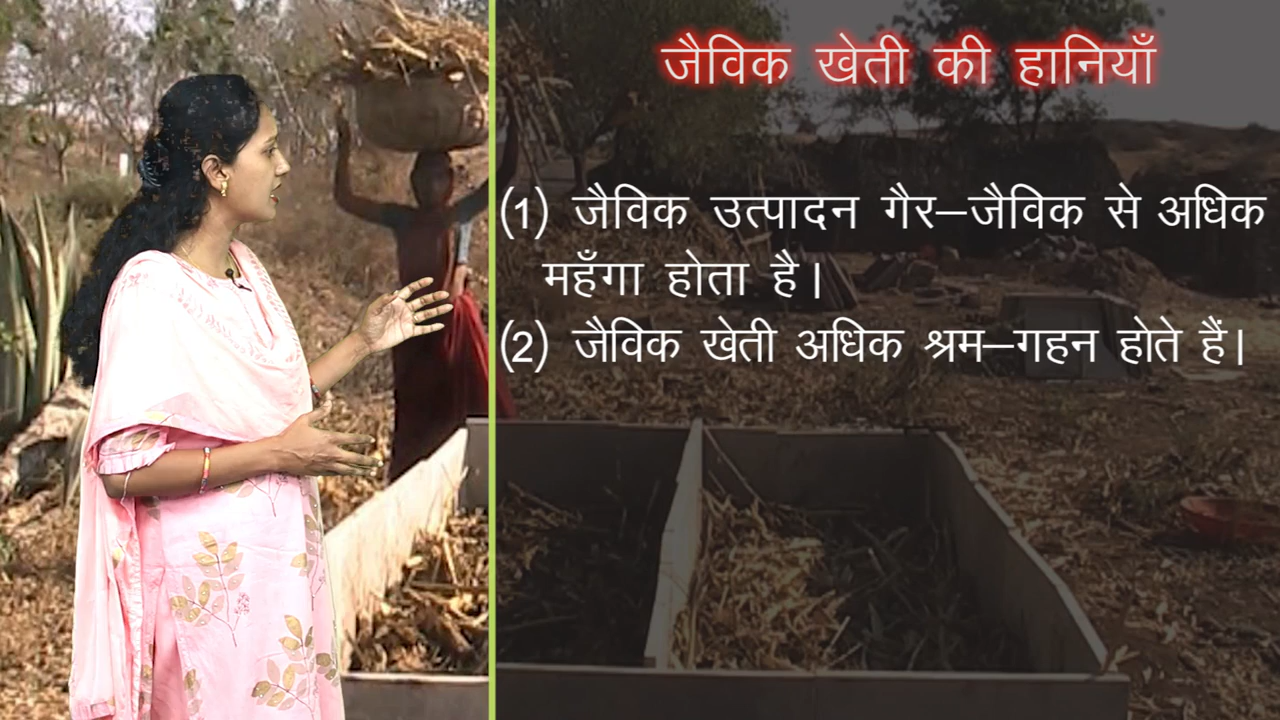 जैविक खेती की हानियाँ
(1) जैविक उत्पादन गैर–जैविक से अधिक
महँगा होता है।
(2) जैविक खेती अधिक श्रम–गहन होते हैं।